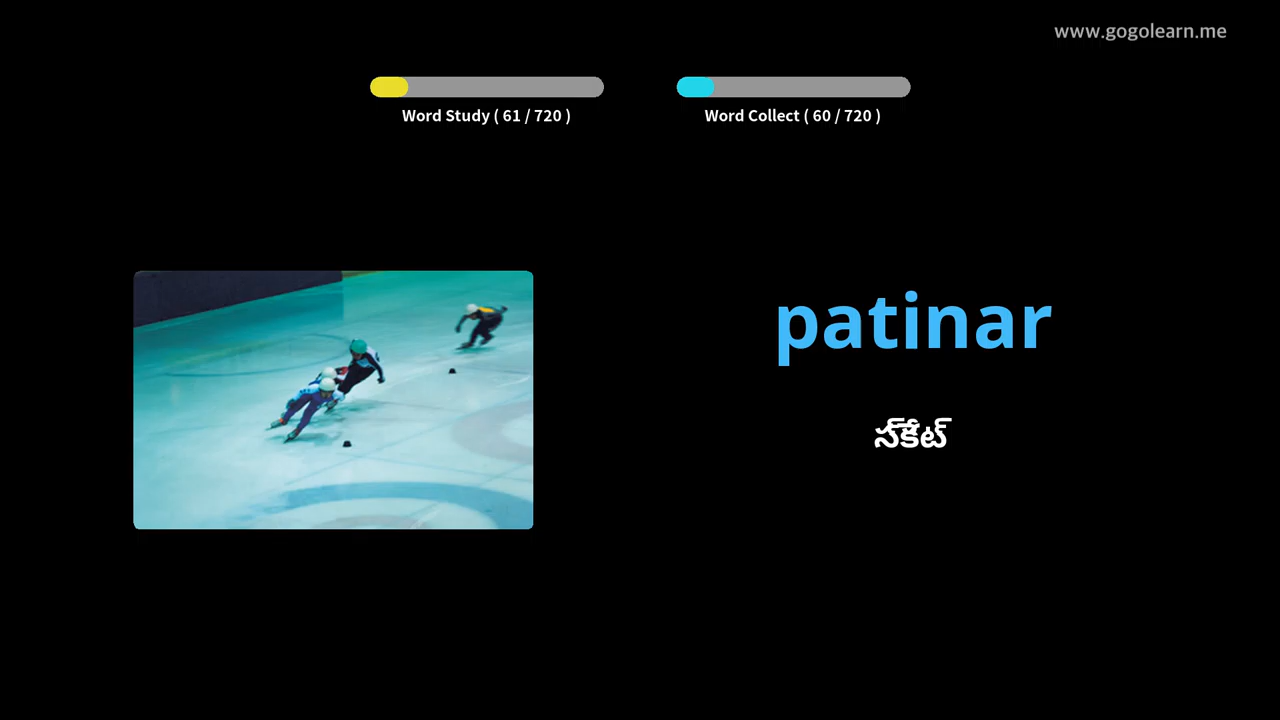 www.gogolearn.me
Word Study ( 61 / 720 )
Word Collect ( 60 / 720 )
patinar
స్కేట్